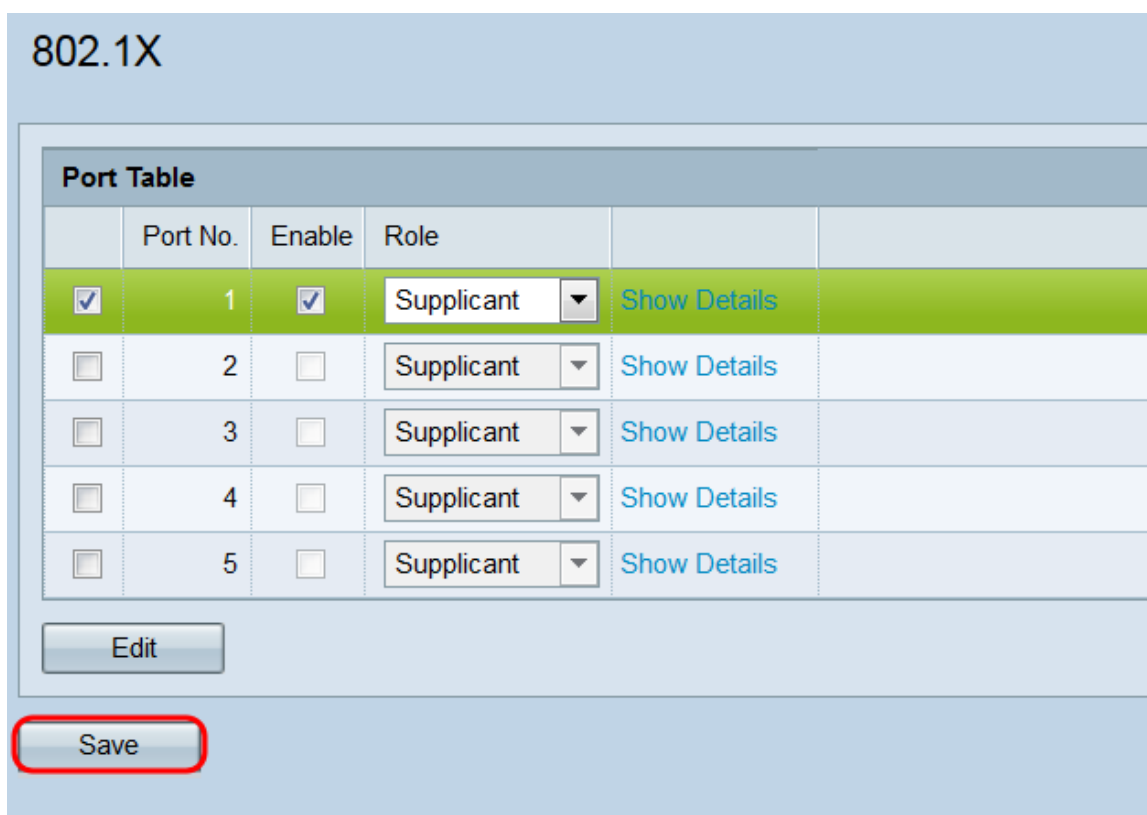 802.1X
Port Table
Port No. Enable Role
1 Supplicant Show Details
2 Supplicant Show Details
3 Supplicant Show Details
4 Supplicant Show Details
5 Supplicant Show Details
Edit
Save